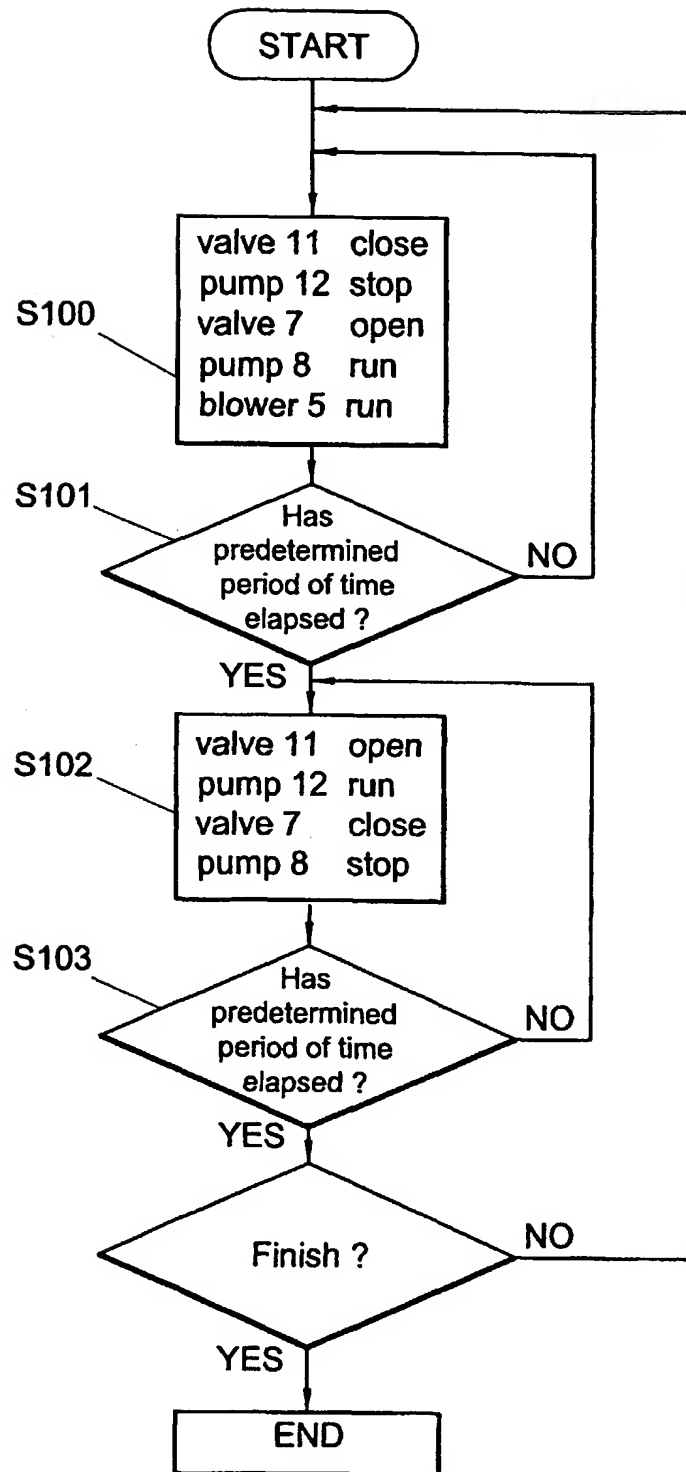 START
valve 11 close
pump 12 stop
valve 7 open
pump 8 run
blower 5 run
S100
S101
Has
predetermined
period of time
elapsed ?
NO
YES
valve 11 open
pump 12 run
valve 7 close
pump 8 stop
S102
S103
Has
predetermined
period of time
elapsed ?
NO
YES
Finish ?
NO
YES
END